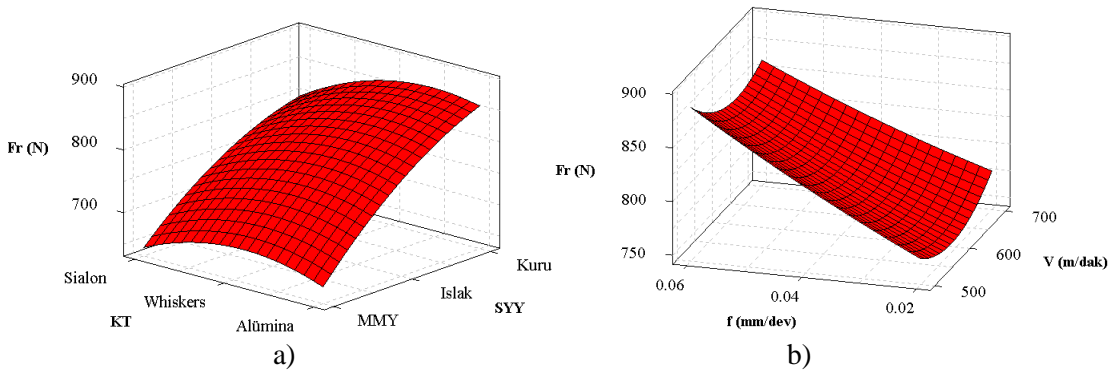 900
800
Fr (N)
700
Sialon
Whiskers
KT
Alümina
MMY
Islak
SYY
Kuru
a)
900
850
Fr (N)
800
750
0.06
0.04
0.02
f (mm/dev)
500
600
700
V (m/dak)
b)